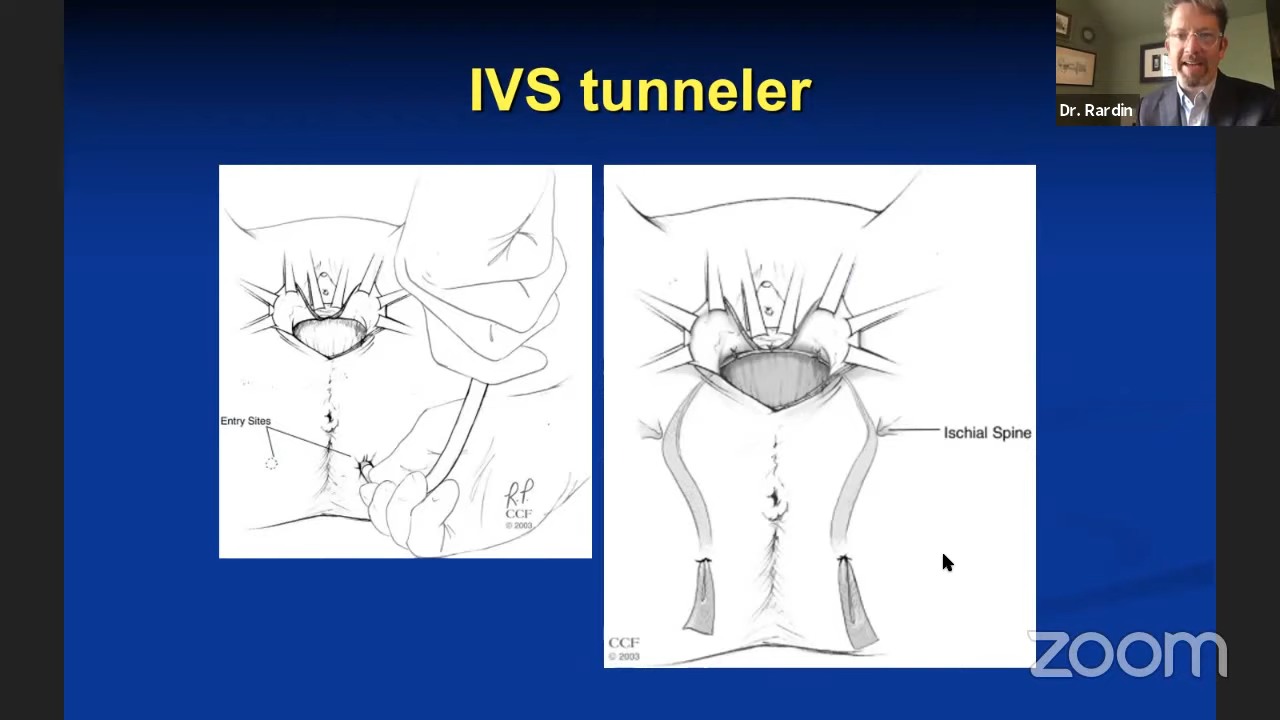 IVS tunneler
Dr. Rardin
Entry Sites
R.P.
CCF
© 2003
Ischial Spine
CCF
© 2003
zoom